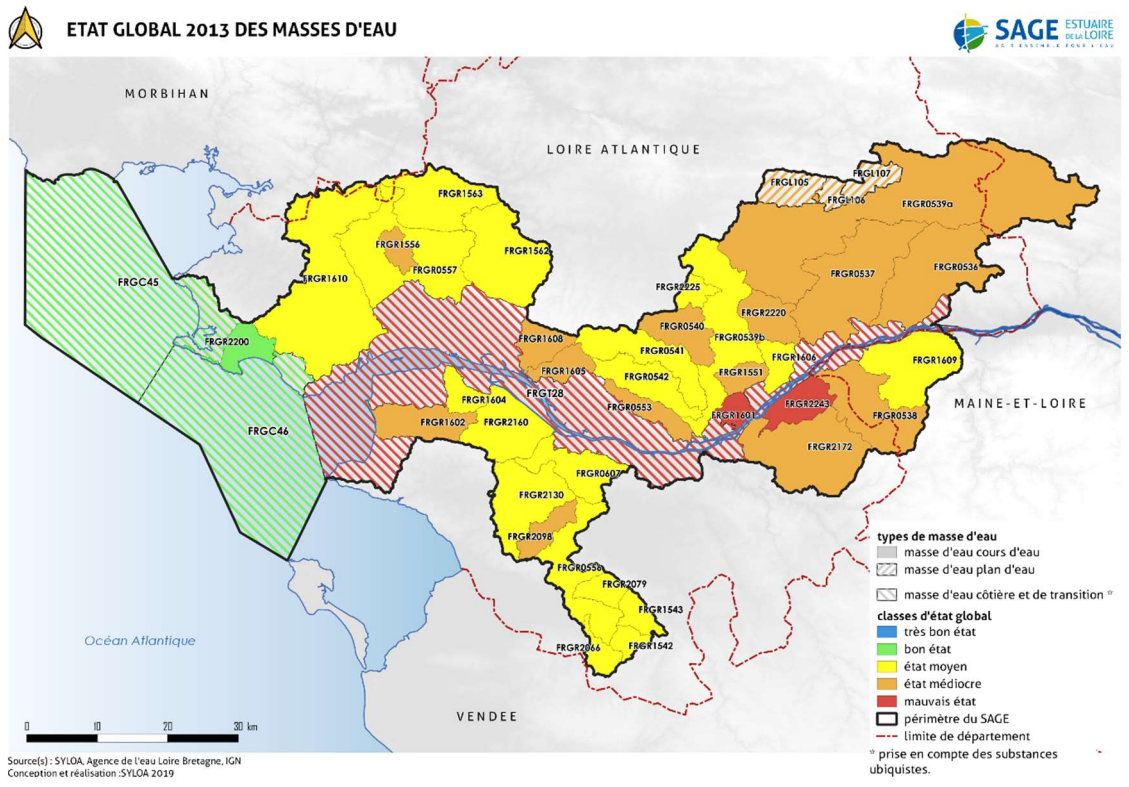 ETAT GLOBAL 2013 DES MASSES D'EAU
SAGE
ESTUAIRE
DE LA LOIRE
MORBIHAN
LOIRE ATLANTIQUE
FRGL105
FRGL107
FRGL106
FRGR0539a
FRGR1563
FRGR1556
FRGR1562
FRGR0557
FRGR1610
FRGC45
FRGR0537
FRGR0536
FRGR2225
FRGR2220
FRGR0540
FRGR0539b
FRGR2200
FRGR1608
FRGR0541
FRGR1606
FRGR1609
FRGR1605
FRGR0542
FRGR1551
FRGT28
FRGR1604
FRGR0553
FRGR1601
FRGR2243
FRGR0538
MAINE-ET-LOIRE
FRGC46
FRGR1602
FRGR2160
FRGR2172
FRGR0607
FRGR2130
FRGR2098
FRGR0558
FRGR2079
FRGR1543
FRGR2066
FRGR1542
Océan Atlantique
VENDEE
types de masse d'eau
masse d'eau cours d'eau
masse d'eau plan d'eau
masse d'eau côtière et de transition *
classes d'état global
très bon état
bon état
état moyen
état médiocre
mauvais état
périmètre du SAGE
limite de département
* prise en compte des substances
ubiquistes.
0 10 20 30 km
Source(s) : SYLOA, Agence de l'eau Loire Bretagne, IGN
Conception et réalisation :SYLOA 2019